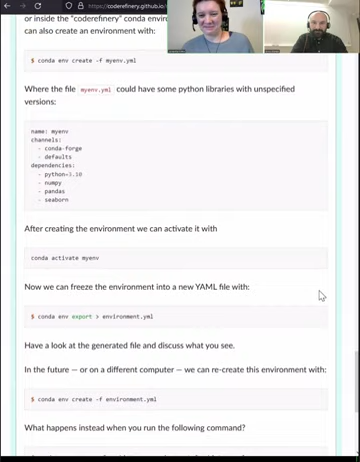 https://coderefinery.github.io/
or inside the "coderefinery" conda
can also create an environment with:
$ conda env create -f myenv.yml
Where the file myenv.yml could have some python libraries with unspecified
versions:
name: myenv
channels:
- conda-forge
- defaults
dependencies:
- python=3.10
- numpy
- pandas
- seaborn
After creating the environment we can activate it with
conda activate myenv
Now we can freeze the environment into a new YAML file with:
$ conda env export > environment.yml
Have a look at the generated file and discuss what you see.
In the future — or on a different computer — we can re-create this environment with:
$ conda env create -f environment.yml
What happens instead when you run the following command?